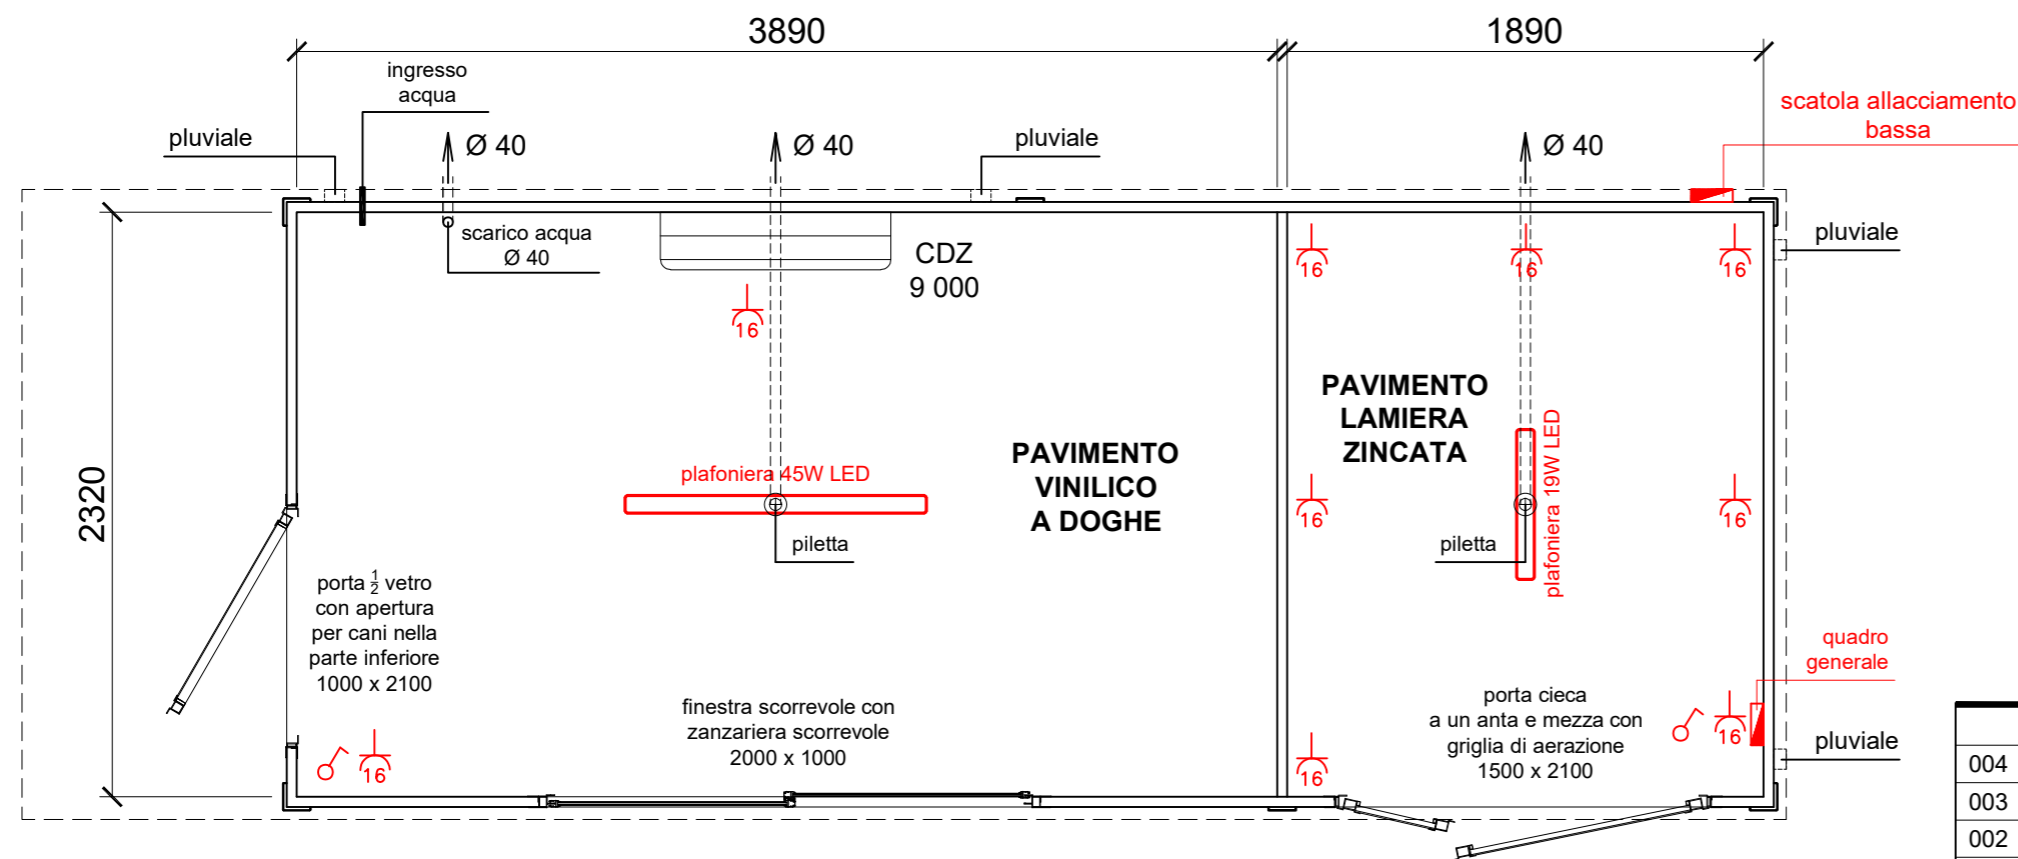 3890
1890
ingresso
acqua
scatola allacciamento
bassa
pluviale
Ø 40
Ø 40
pluviale
Ø 40
pluviale
scarico acqua
Ø 40
CDZ
9 000
16
16
16
16
PAVIMENTO
LAMIERA
ZINCATA
PAVIMENTO
VINILICO
A DOGHE
plafoniera 45W LED
plafoniera 19W LED
2320
16
16
piletta
piletta
porta ½ vetro
con apertura
per cani nella
parte inferiore
1000 x 2100
quadro
generale
finestra scorrevole con
zanzariera scorrevole
2000 x 1000
porta cieca
a un anta e mezza con
griglia di aerazione
1500 x 2100
16
16
16
pluviale
004
003
002